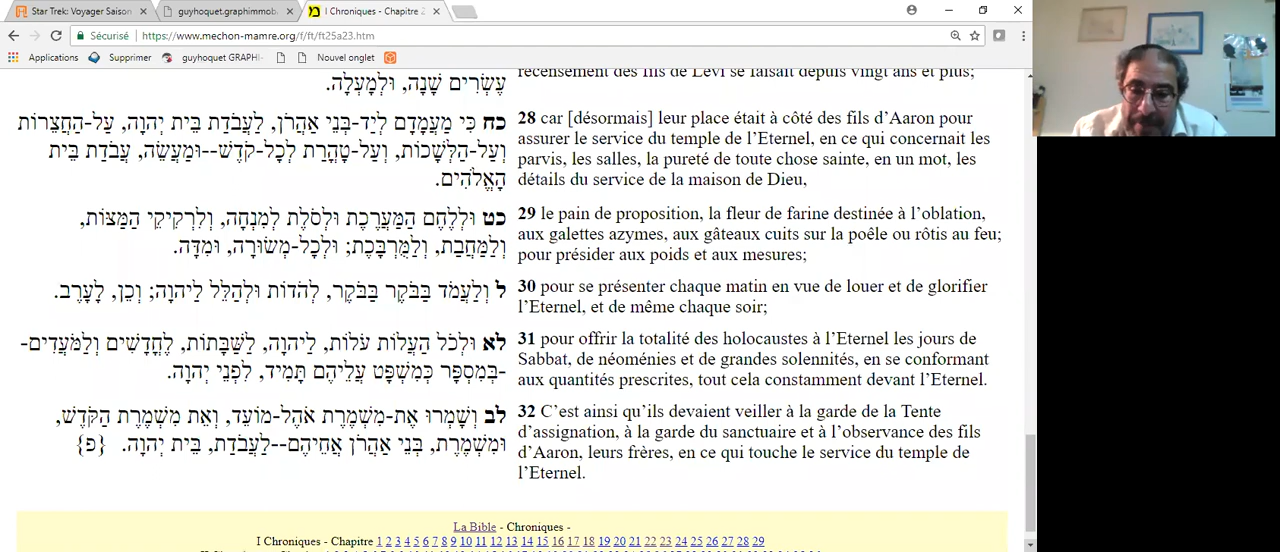 Star Trek: Voyager Saison
guyhoquet.graphimmob
I Chroniques - Chapitre 2
Sécurisé
https://www.mechon-mamre.org/f/ft/ft25a23.htm
Applications
Supprimer
guyhoquet GRAPHI
Nouvel onglet
עֶשְׂרִים שָׁנָה, וּלְמָעְלָה.
recensement des fils de Lévi se faisait depuis vingt ans et plus;
כח כִּי מַעֲמָדָם לְיַד-בְּנֵי אַהֲרֹן, לַעֲבֹדַת בֵּית יְהוָה, עַל-הַחֲצֵרוֹת
וְעַל-הַלְּשָׁכוֹת, וְעַל-טָהֳרַת לְכָל-קֹדֶשׁ--וּמַעֲשֵׂה, עֲבֹדַת בֵּית
הָאֱלֹהִים.
28 car [désormais] leur place était à côté des fils d’Aaron pour
assurer le service du temple de l’Eternel, en ce qui concernait les
parvis, les salles, la pureté de toute chose sainte, en un mot, les
détails du service de la maison de Dieu,
כט וּלְלֶחֶם הַמַּעֲרֶכֶת וּלְסֹלֶת לְמִנְחָה, וְלִרְקִיקֵי הַמַּצּוֹת,
וְלַמַּחֲבַת, וְלַמֻּרְבָּכֶת; וּלְכָל-מְשׂוּרָה, וּמִדָּה.
29 le pain de proposition, la fleur de farine destinée à l’oblation,
aux galettes azymes, aux gâteaux cuits sur la poêle ou rôtis au feu;
pour présider aux poids et aux mesures;
ל וְלַעֲמֹד בַּבֹּקֶר בַּבֹּקֶר, לְהֹדוֹת וּלְהַלֵּל לַיהוָה; וְכֵן, לָעָרֶב.
30 pour se présenter chaque matin en vue de louer et de glorifier
l’Eternel, et de même chaque soir;
לא וּלְכֹל הַעֲלוֹת עֹלוֹת, לַיהוָה, לַשַּׁבָּתוֹת, לֶחֳדָשִׁים וְלַמֹּעֲדִים-
-בְּמִסְפָּר כְּמִשְׁפָּט עֲלֵיהֶם תָּמִיד, לִפְנֵי יְהוָה.
31 pour offrir la totalité des holocaustes à l’Eternel les jours de
Sabbat, de néoménies et de grandes solennités, en se conformant
aux quantités prescrites, tout cela constamment devant l’Eternel.
לב וְשָׁמְרוּ אֶת-מִשְׁמֶרֶת אֹהֶל-מוֹעֵד, וְאֵת מִשְׁמֶרֶת הַקֹּדֶשׁ,
וּמִשְׁמֶרֶת, בְּנֵי אַהֲרֹן אֲחֵיהֶם--לַעֲבֹדַת, בֵּית יְהוָה. {פ}
32 C’est ainsi qu’ils devaient veiller à la garde de la Tente
d’assignation, à la garde du sanctuaire et à l’observance des fils
d’Aaron, leurs frères, en ce qui touche le service du temple de
l’Eternel.
La Bible - Chroniques -
I Chroniques - Chapitre 1 2 3 4 5 6 7 8 9 10 11 12 13 14 15 16 17 18 19 20 21 22 23 24 25 26 27 28 29